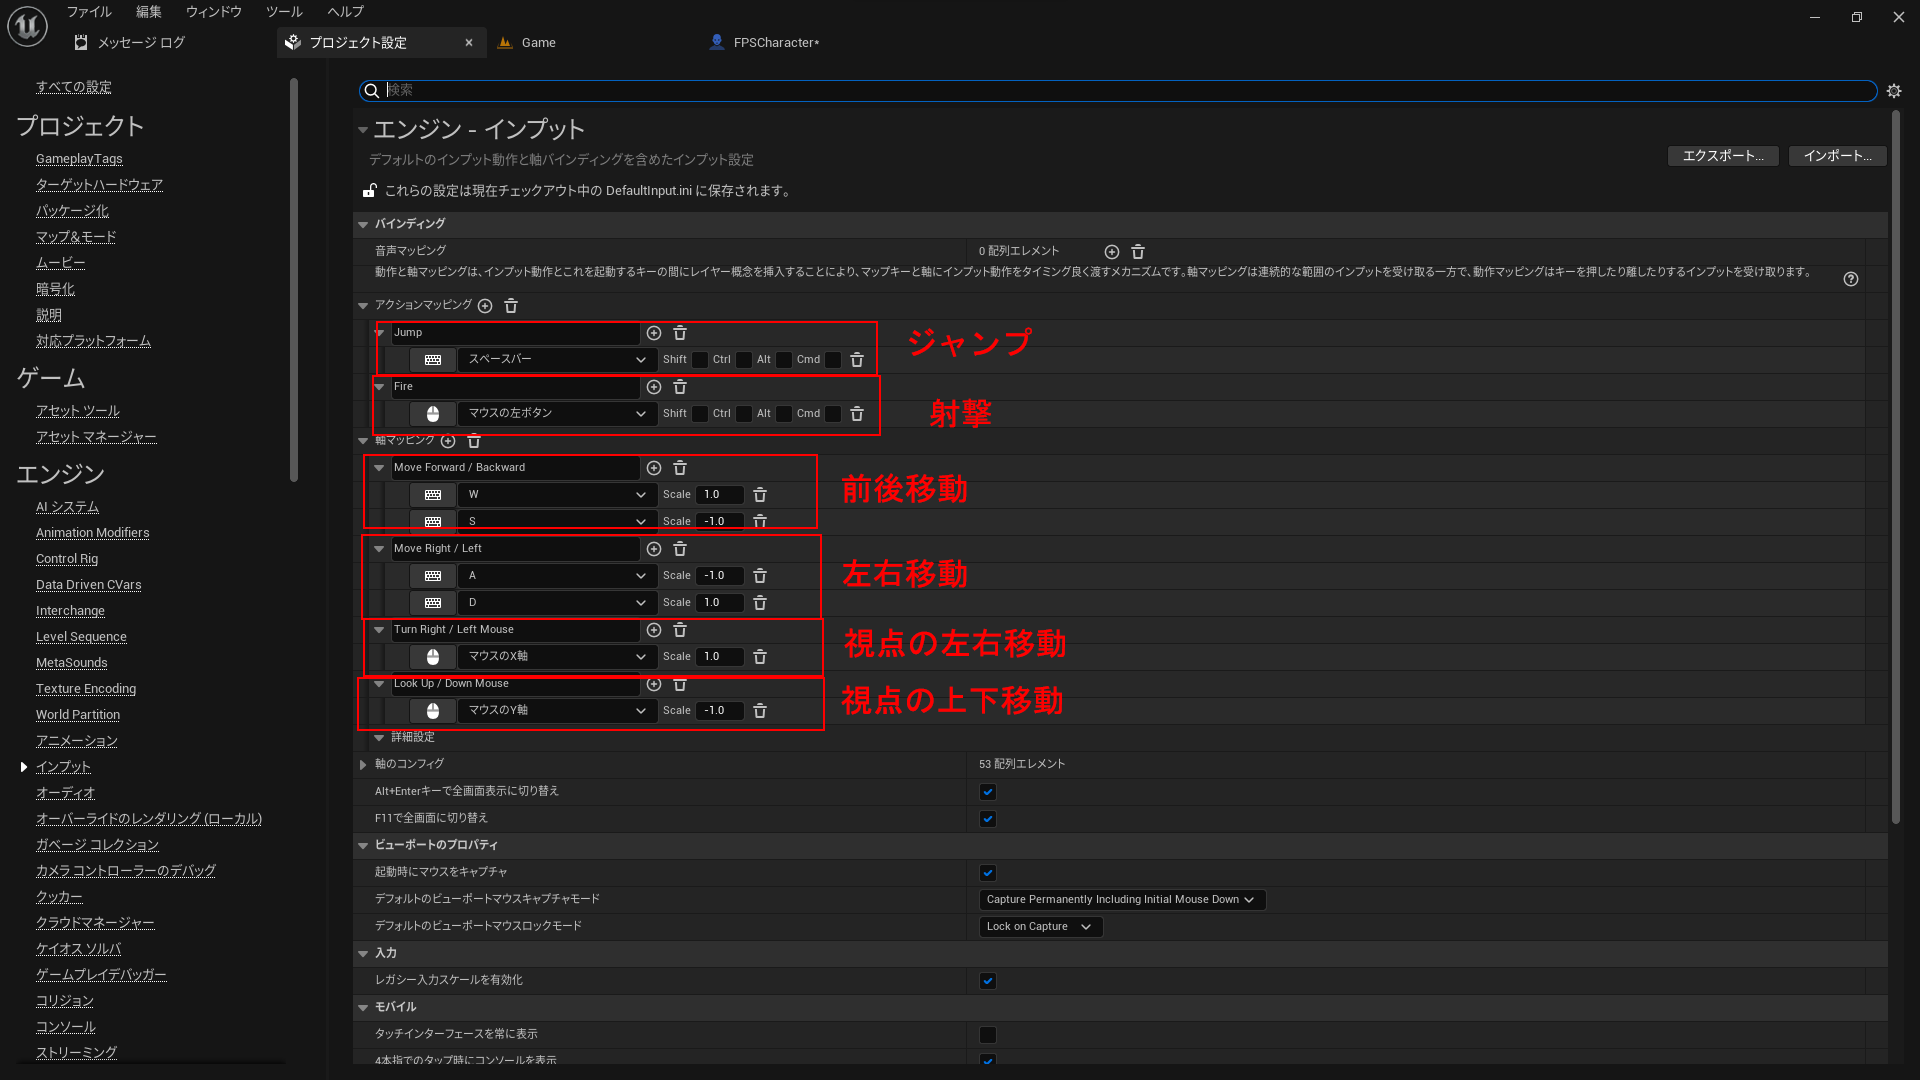 ファイル 編集 ウィンドウ ツール ヘルプ
メッセージ ログ
プロジェクト設定
Game
FPSCharacter*
すべての設定
プロジェクト
GameplayTags
ターゲットハードウェア
パッケージ化
マップ&モード
ムービー
暗号化
説明
対応プラットフォーム
ゲーム
アセット ツール
アセット マネージャー
エンジン
AI システム
Animation Modifiers
Control Rig
Data Driven CVars
Interchange
Level Sequence
MetaSounds
Texture Encoding
World Partition
アニメーション
インプット
オーディオ
オーバーライドのレンダリング (ローカル)
ガベージ コレクション
カメラ コントローラーのデバッグ
クッカー
クラウドマネージャー
ケイオス ソルバ
ゲームプレイデバッガー
コリジョン
コンソール
ストリーミング
検索
エンジン - インプット
デフォルトのインプット動作と軸バインディングを含めたインプット設定
エクスポート...
インポート...
これらの設定は現在チェックアウト中の DefaultInput.ini に保存されます。
バインディング
音声マッピング 0 配列エレメント
動作と軸マッピングは、インプット動作とこれを起動するキーの間にレイヤー概念を挿入することにより、マップキーと軸にインプット動作をタイミング良く渡すメカニズムです。軸マッピングは連続的な範囲のインプットを受け取る一方で、動作マッピングはキーを押したり離したりするインプットを受け取ります。
アクションマッピング
Jump
スペースバー Shift Ctrl Alt Cmd
ジャンプ
Fire
マウスの左ボタン Shift Ctrl Alt Cmd
射撃
軸マッピング
Move Forward / Backward
W Scale 1.0
前後移動
S Scale -1.0
Move Right / Left
A Scale -1.0
左右移動
D Scale 1.0
Turn Right / Left Mouse
視点の左右移動
マウスのX軸 Scale 1.0
Look Up / Down Mouse
視点の上下移動
マウスのY軸 Scale -1.0
詳細設定
軸のコンフィグ 53 配列エレメント
Alt+Enterキーで全画面表示に切り替え
F11で全画面に切り替え
ビューポートのプロパティ
起動時にマウスをキャプチャ
デフォルトのビューポートマウスキャプチャモード Capture Permanently Including Initial Mouse Down
デフォルトのビューポートマウスロックモード Lock on Capture
入力
レガシー入力スケールを有効化
モバイル
タッチインターフェースを常に表示
4本指でのタップ時にコンソールを表示